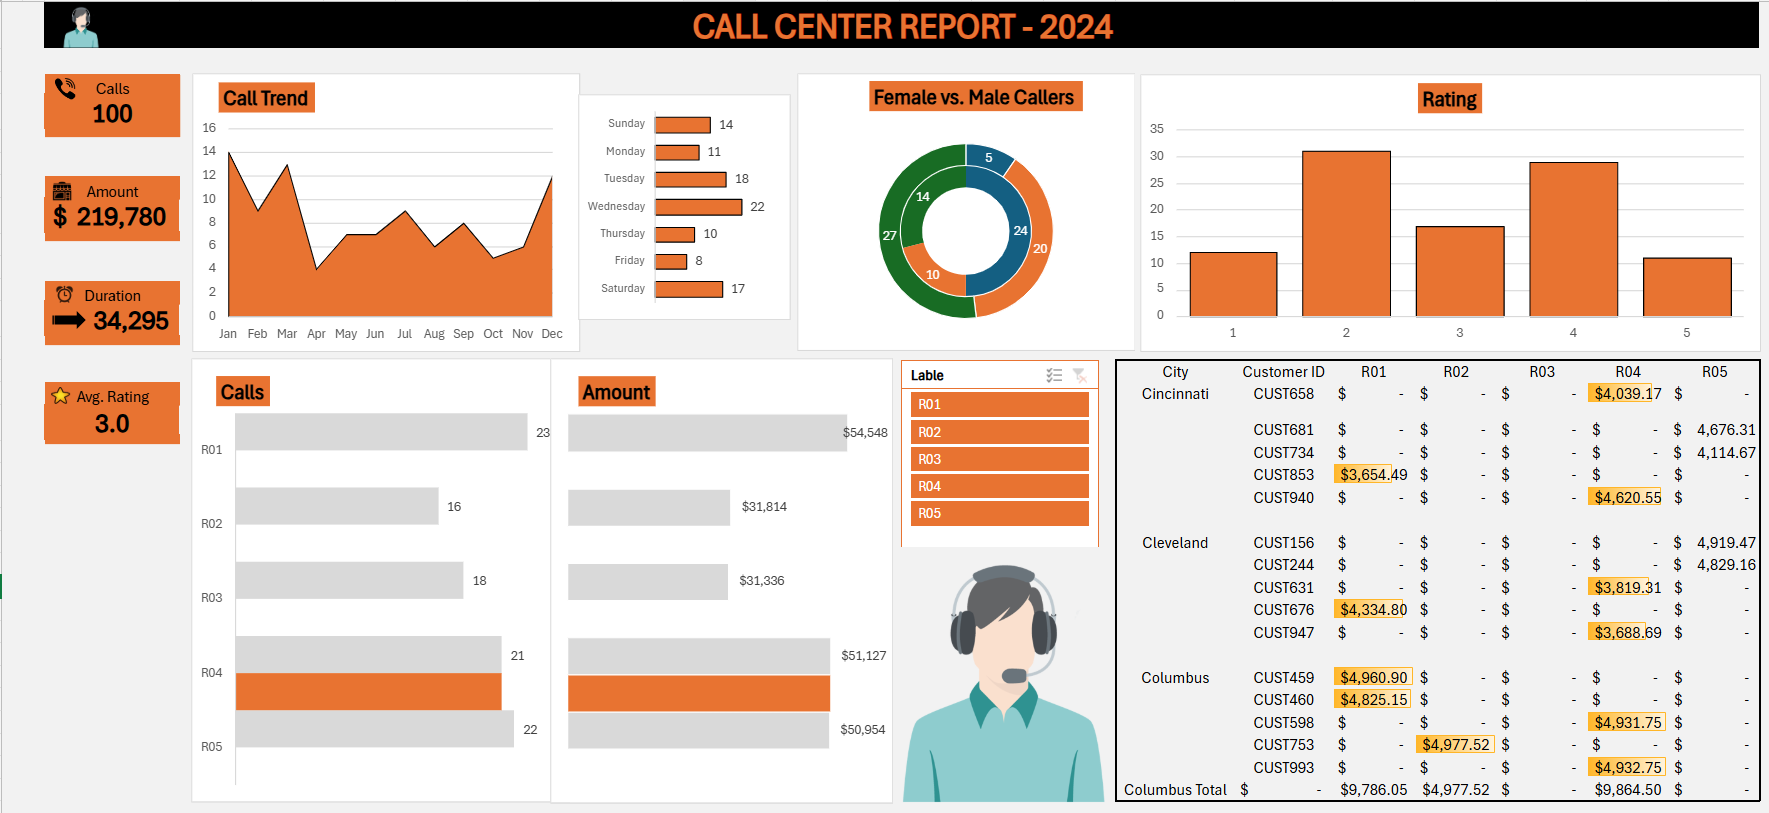 CALL CENTER REPORT - 2024
Calls
100
Amount
$ 219,780
Duration
34,295
Avg. Rating
3.0
Call Trend
16
14
12
10
8
6
4
2
0
Jan Feb Mar Apr May Jun Jul Aug Sep Oct Nov Dec
Sunday 14
Monday 11
Tuesday 18
Wednesday 22
Thursday 10
Friday 8
Saturday 17
Female vs. Male Callers
5
14
24
27
20
10
Rating
35
30
25
20
15
10
5
0
1 2 3 4 5
Calls
R01 23
R02 16
R03 18
R04 21
R05 22
Amount
$54,548
$31,814
$31,336
$51,127
$50,954
Lable
R01
R02
R03
R04
R05
City Customer ID R01 R02 R03 R04 R05
Cincinnati CUST658 $ - $ - $ - $4,039.17 $ -
CUST681 $ - $ - $ - $ - $ 4,676.31
CUST734 $ - $ - $ - $ - $ 4,114.67
CUST853 $3,654.49 $ - $ - $ - $ -
CUST940 $ - $ - $ - $4,620.55 $ -
Cleveland CUST156 $ - $ - $ - $ - $ 4,919.47
CUST244 $ - $ - $ - $ - $ 4,829.16
CUST631 $ - $ - $ - $3,819.31 $ -
CUST676 $4,334.80 $ - $ - $ - $ -
CUST947 $ - $ - $ - $3,688.69 $ -
Columbus CUST459 $4,960.90 $ - $ - $ - $ -
CUST460 $4,825.15 $ - $ - $ - $ -
CUST598 $ - $ - $ - $4,931.75 $ -
CUST753 $ - $4,977.52 $ - $ - $ -
CUST993 $ - $ - $ - $4,932.75 $ -
Columbus Total $ - $9,786.05 $4,977.52 $ - $9,864.50 $ -